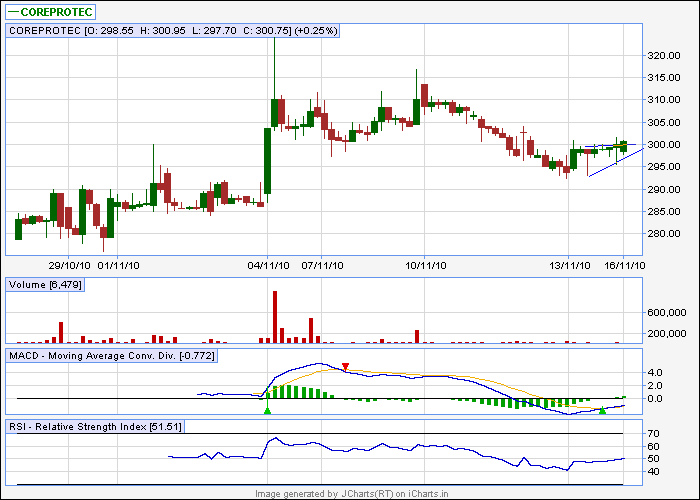 COREPROTEC
COREPROTEC [O: 298.55 H: 300.95 L: 297.70 C: 300.75] (+0.25%)
320.00
315.00
310.00
305.00
300.00
295.00
290.00
285.00
280.00
29/10/10 01/11/10 04/11/10 07/11/10 10/11/10 13/11/10 16/11/10
Volume [6,479]
600,000
200,000
MACD - Moving Average Conv. Div. [-0.772]
4.0
2.0
-0.0
RSI - Relative Strength Index [51.51]
70
60
50
40
Image generated by JCharts(RT) on iCharts.in